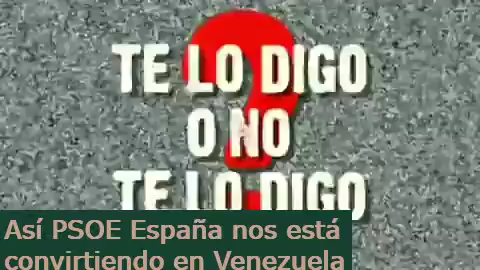 TE LO DIGO
O NO
TE LO DIGO
?
Así PSOE España nos está
convirtiendo en Venezuela